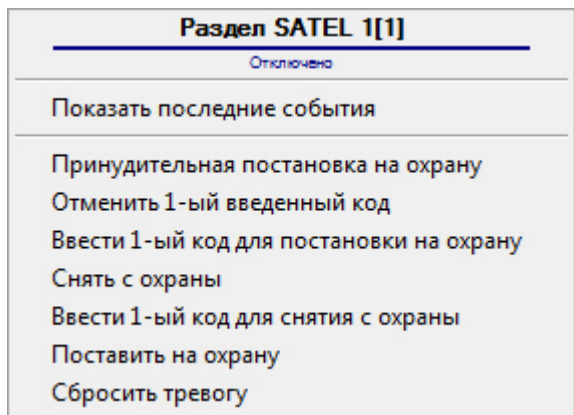 Раздел SATEL 1[1]
Отключено
Показать последние события
Принудительная постановка на охрану
Отменить 1-ый введенный код
Ввести 1-ый код для постановки на охрану
Снять с охраны
Ввести 1-ый код для снятия с охраны
Поставить на охрану
Сбросить тревогу